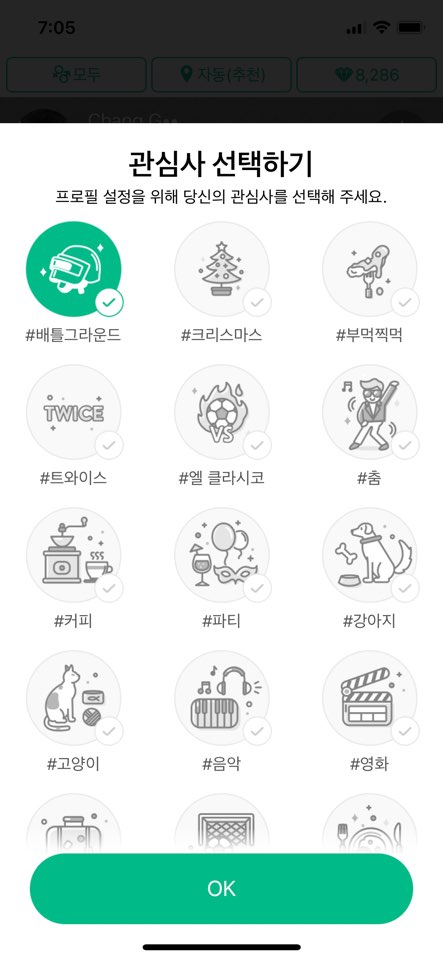 7:05
모두
자동(추천)
8,286
Chang G
관심사 선택하기
프로필 설정을 위해 당신의 관심사를 선택해 주세요.
#배틀그라운드
#크리스마스
#부먹찍먹
TWICE
VS
#트와이스
#엘 클라시코
#춤
#커피
#파티
#강아지
#고양이
#음악
#영화
OK